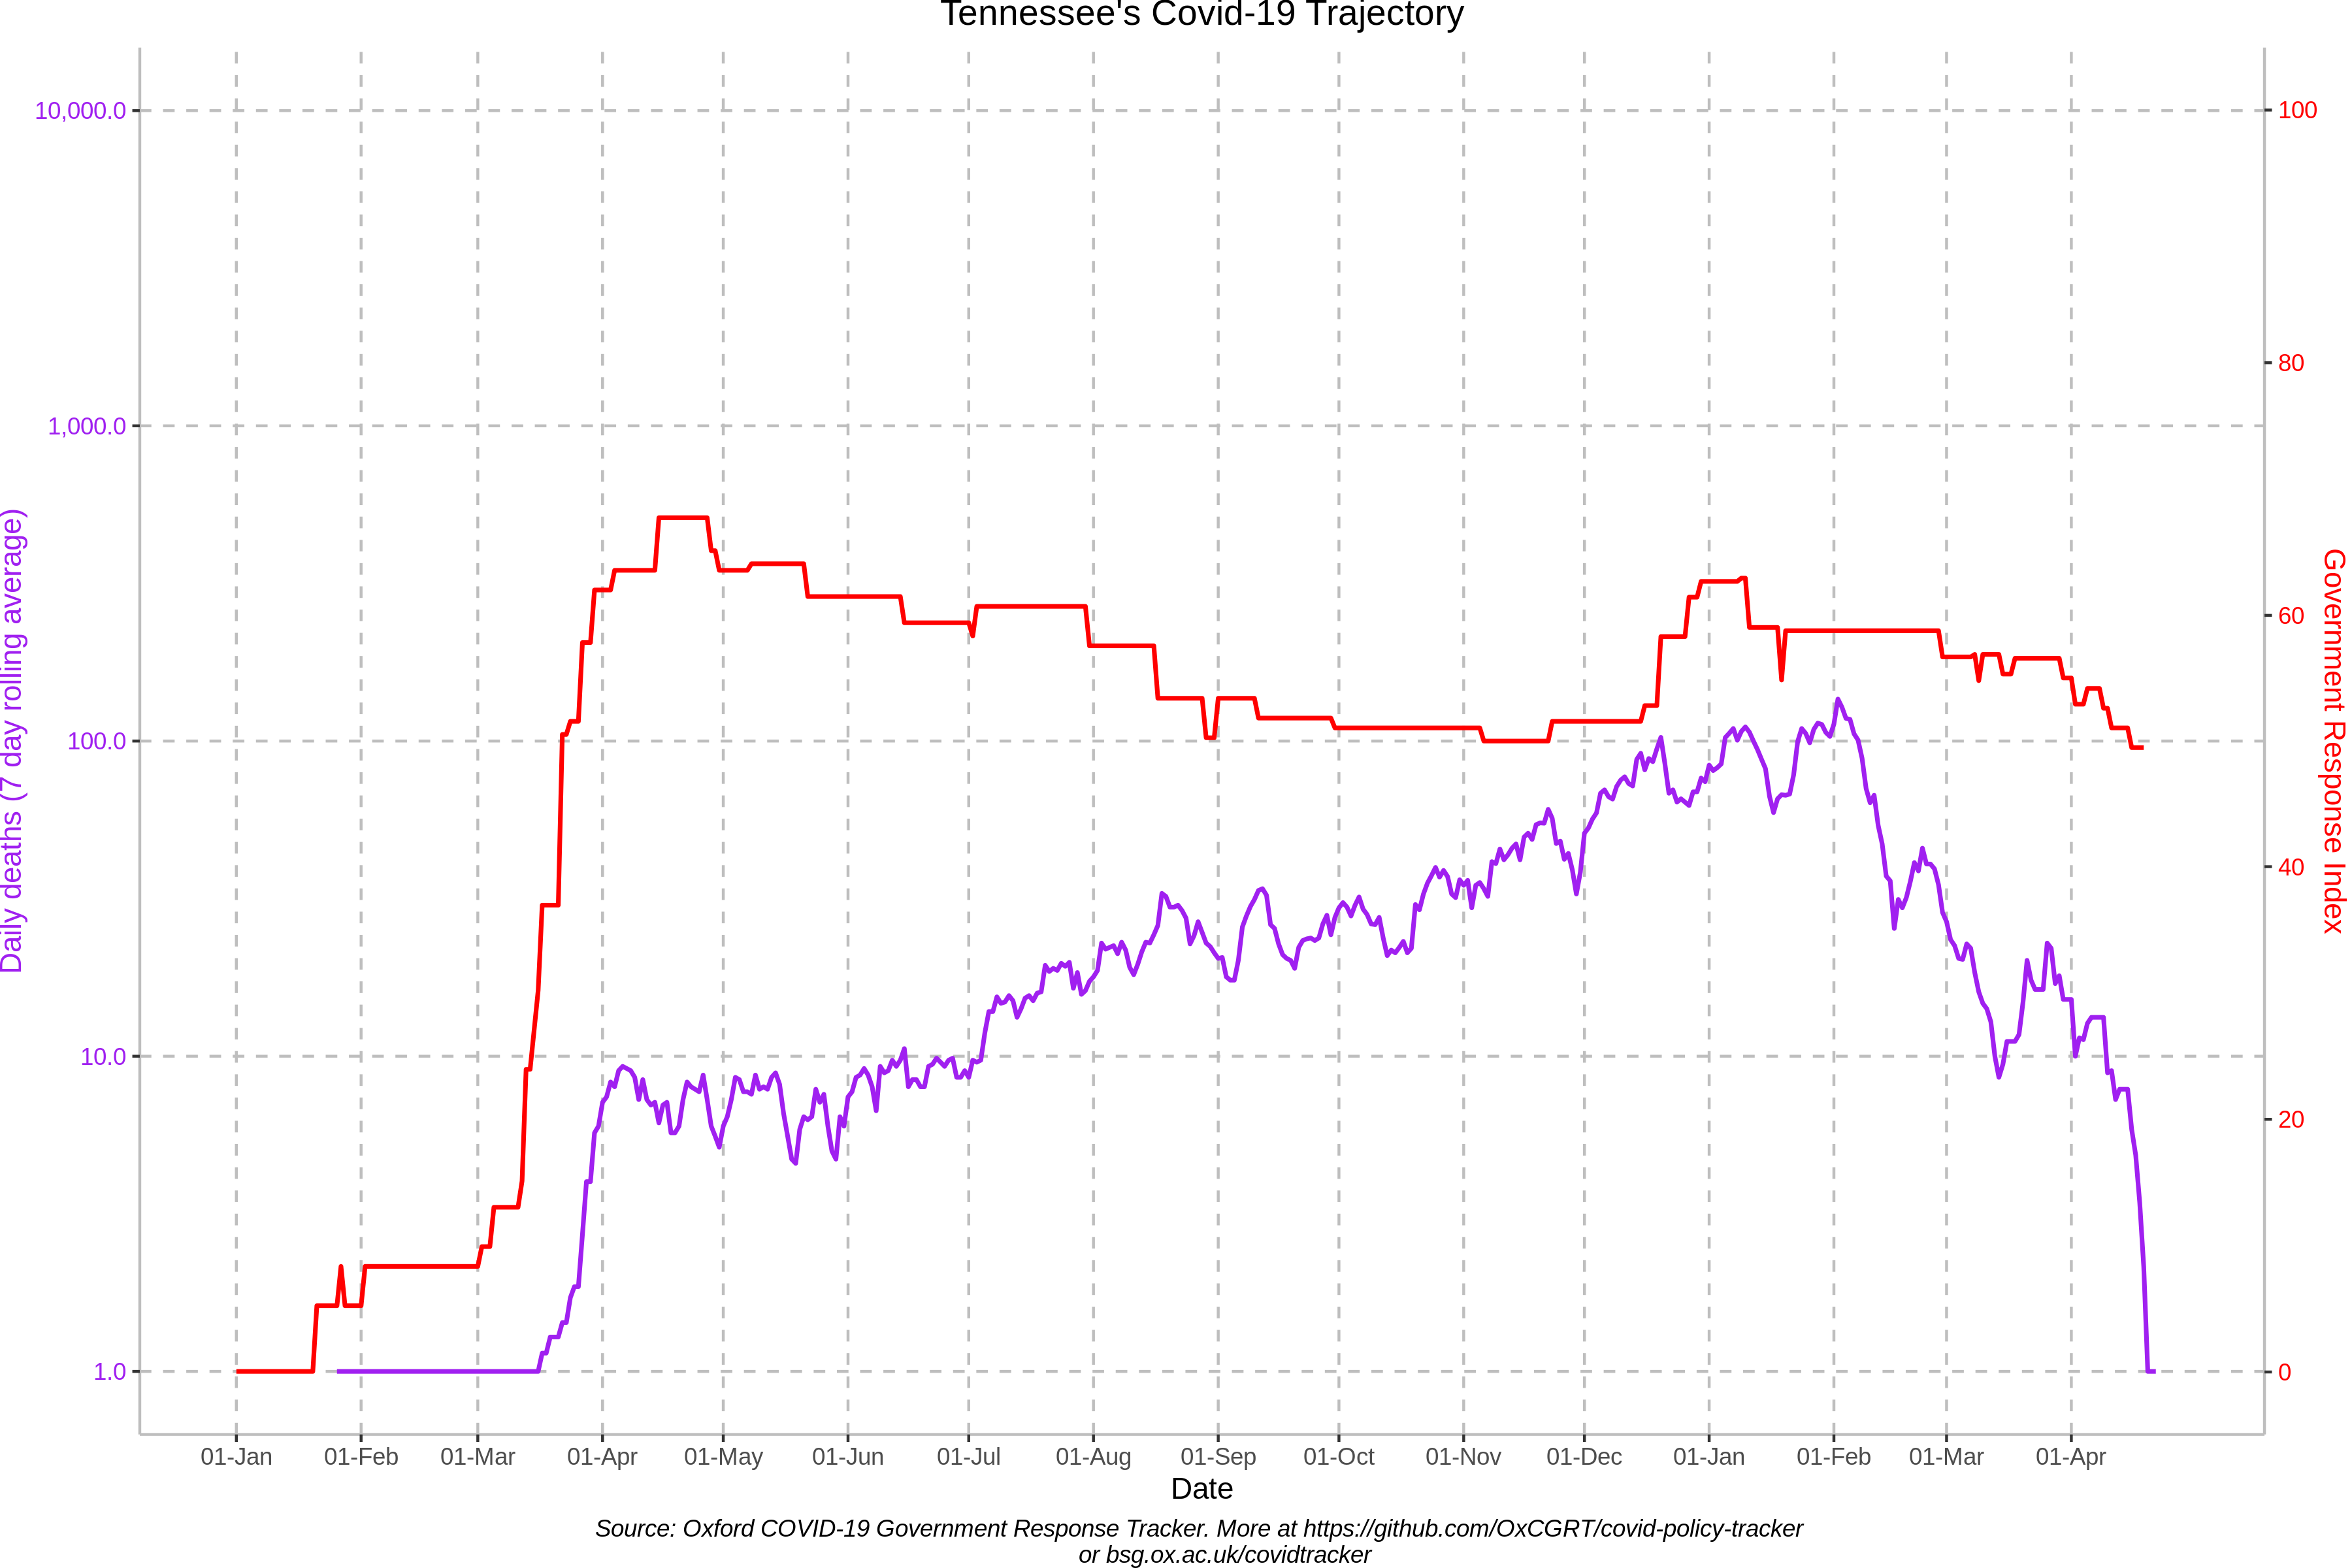 Tennessee's Covid-19 Trajectory
10,000.0
1,000.0
100.0
10.0
1.0
Daily deaths (7 day rolling average)
100
80
60
40
20
0
Government Response Index
01-Jan 01-Feb 01-Mar 01-Apr 01-May 01-Jun 01-Jul 01-Aug 01-Sep 01-Oct 01-Nov 01-Dec 01-Jan 01-Feb 01-Mar 01-Apr
Date
Source: Oxford COVID-19 Government Response Tracker. More at https://github.com/OxCGRT/covid-policy-tracker
or bsg.ox.ac.uk/covidtracker